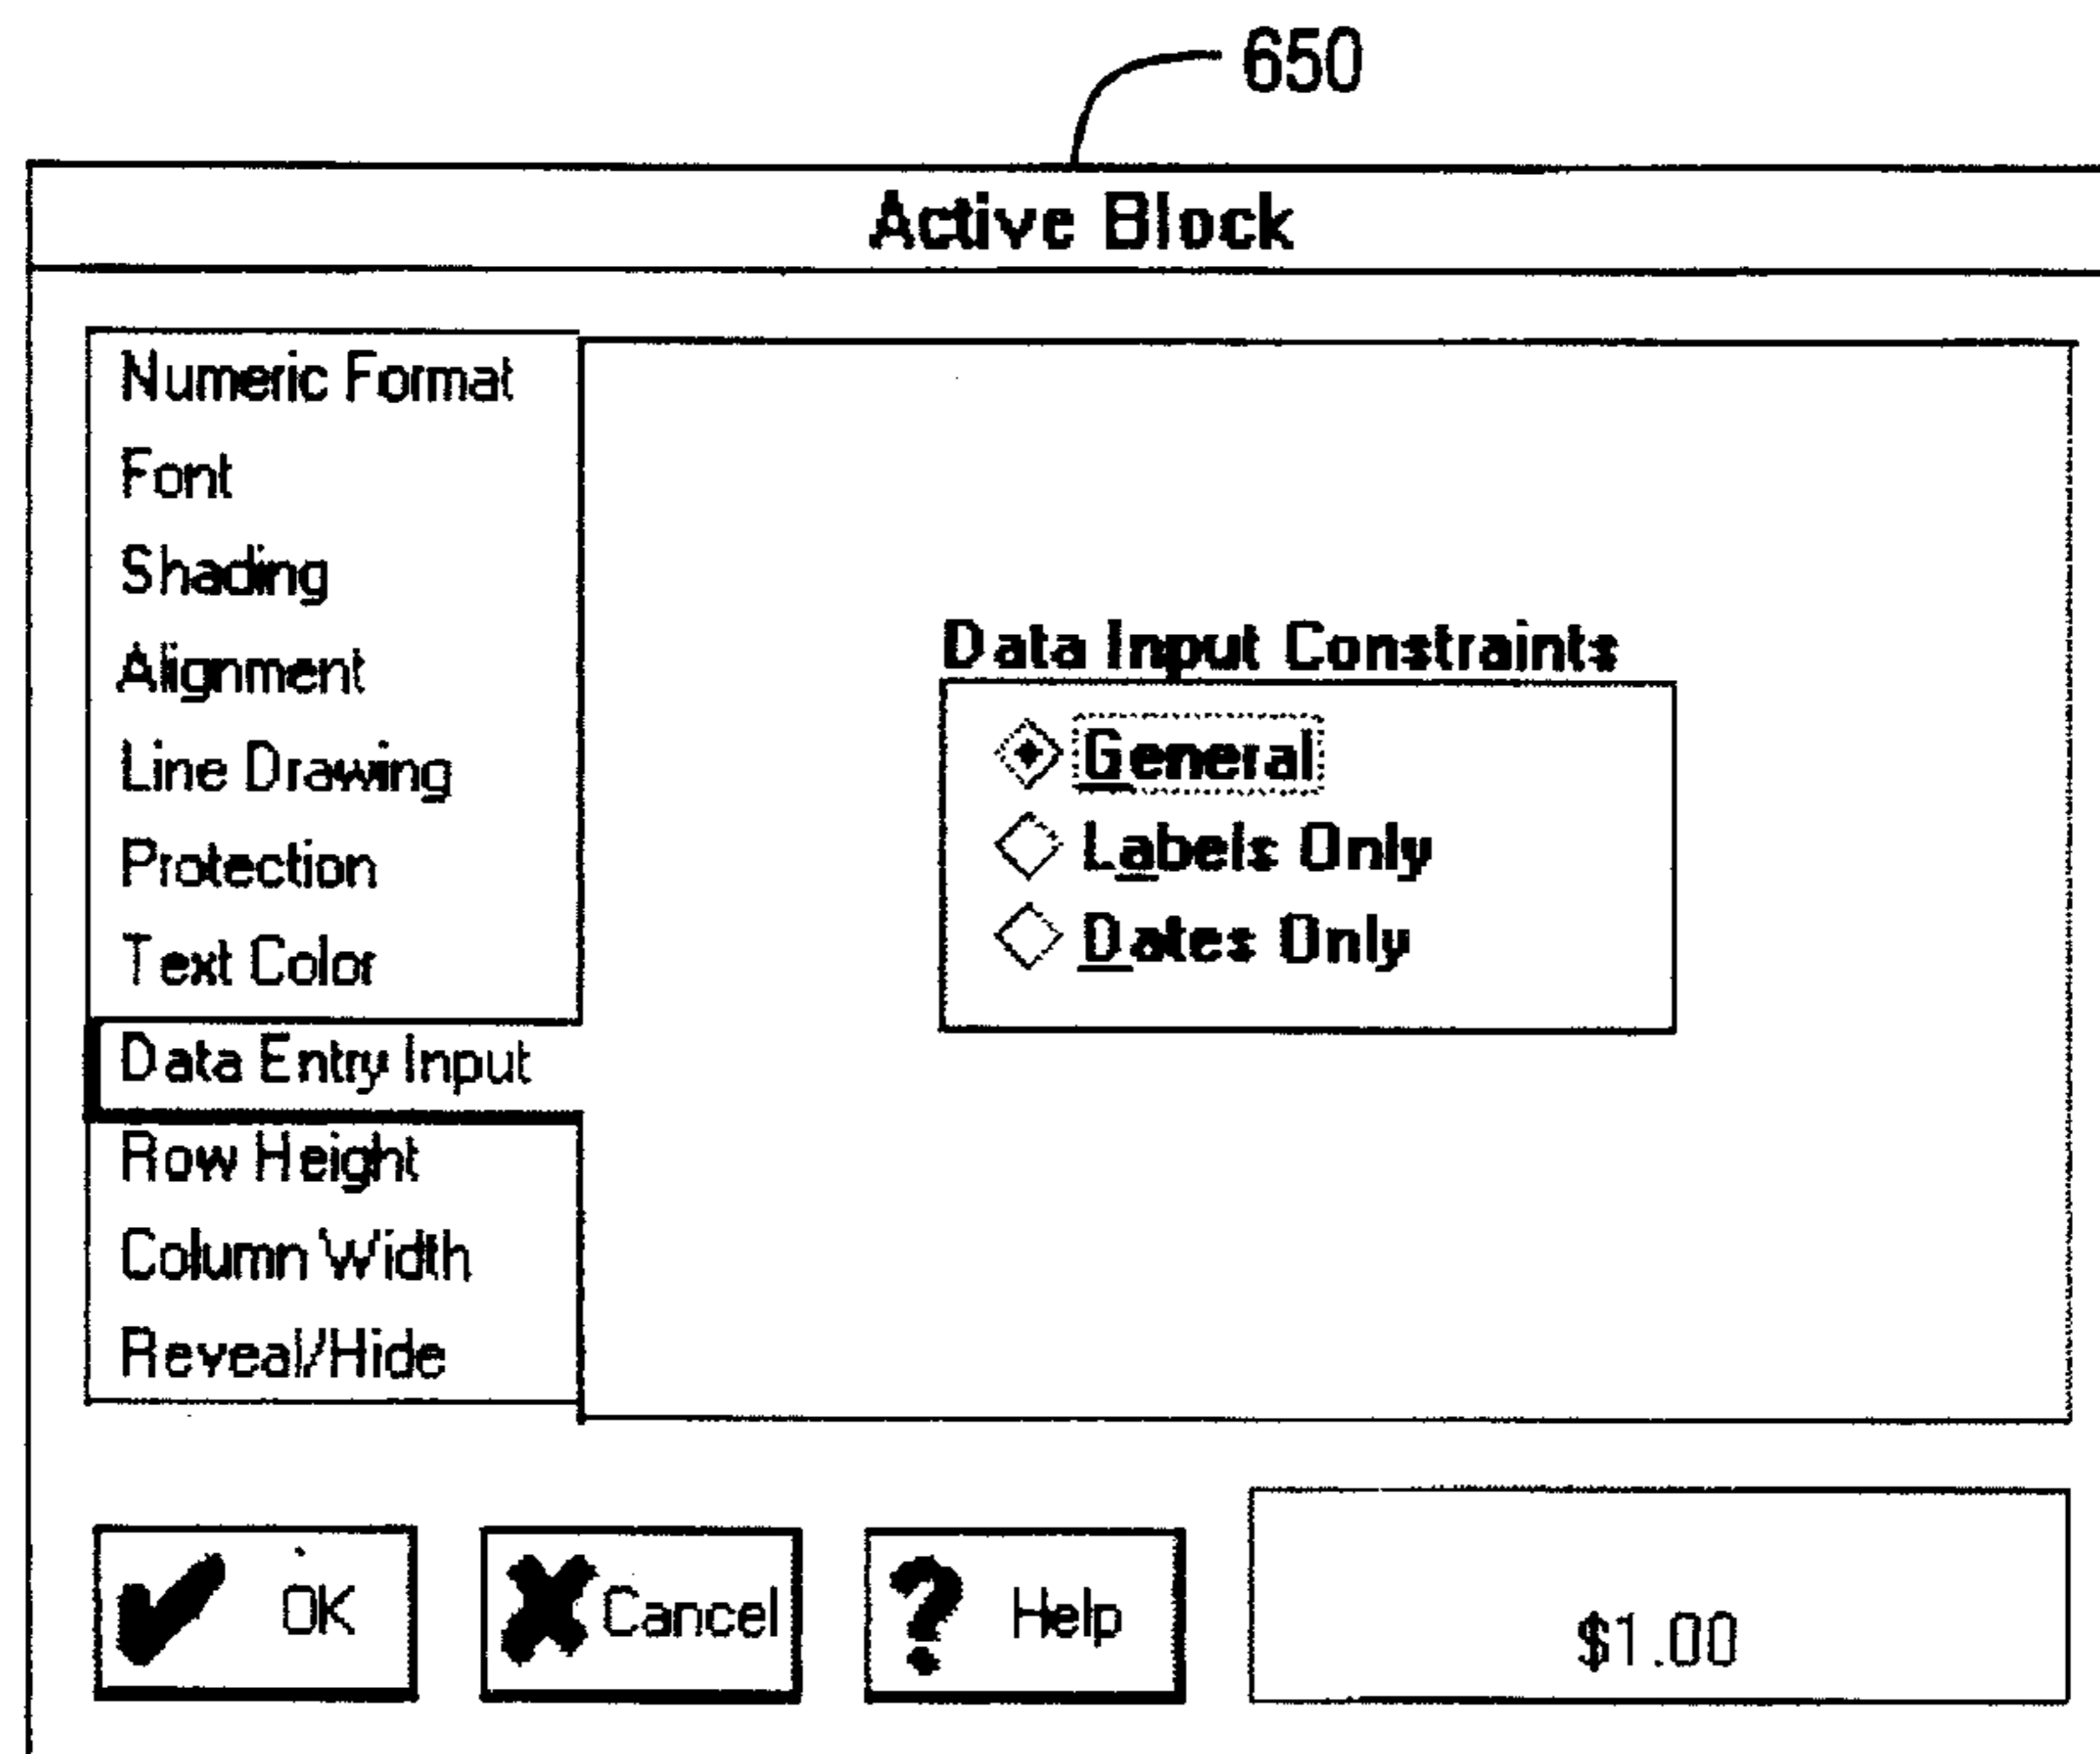 650
Active Block
Numeric Format
Font
Shading
Alignment
Line Drawing
Protection
Text Color
Data Entry Input
Row Height
Column Width
Reveal/Hide
Data Input Constraints
General
Labels Only
Dates Only
OK
Cancel
? Help
$1.00